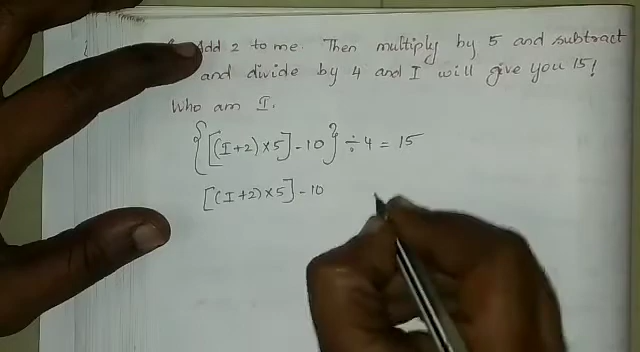 Add 2 to me. Then multiply by 5 and subtract
and divide by 4 and I will give you 15!
Who am I.
{[(I+2)×5]-10}÷4=15
[(I+2)×5]-10